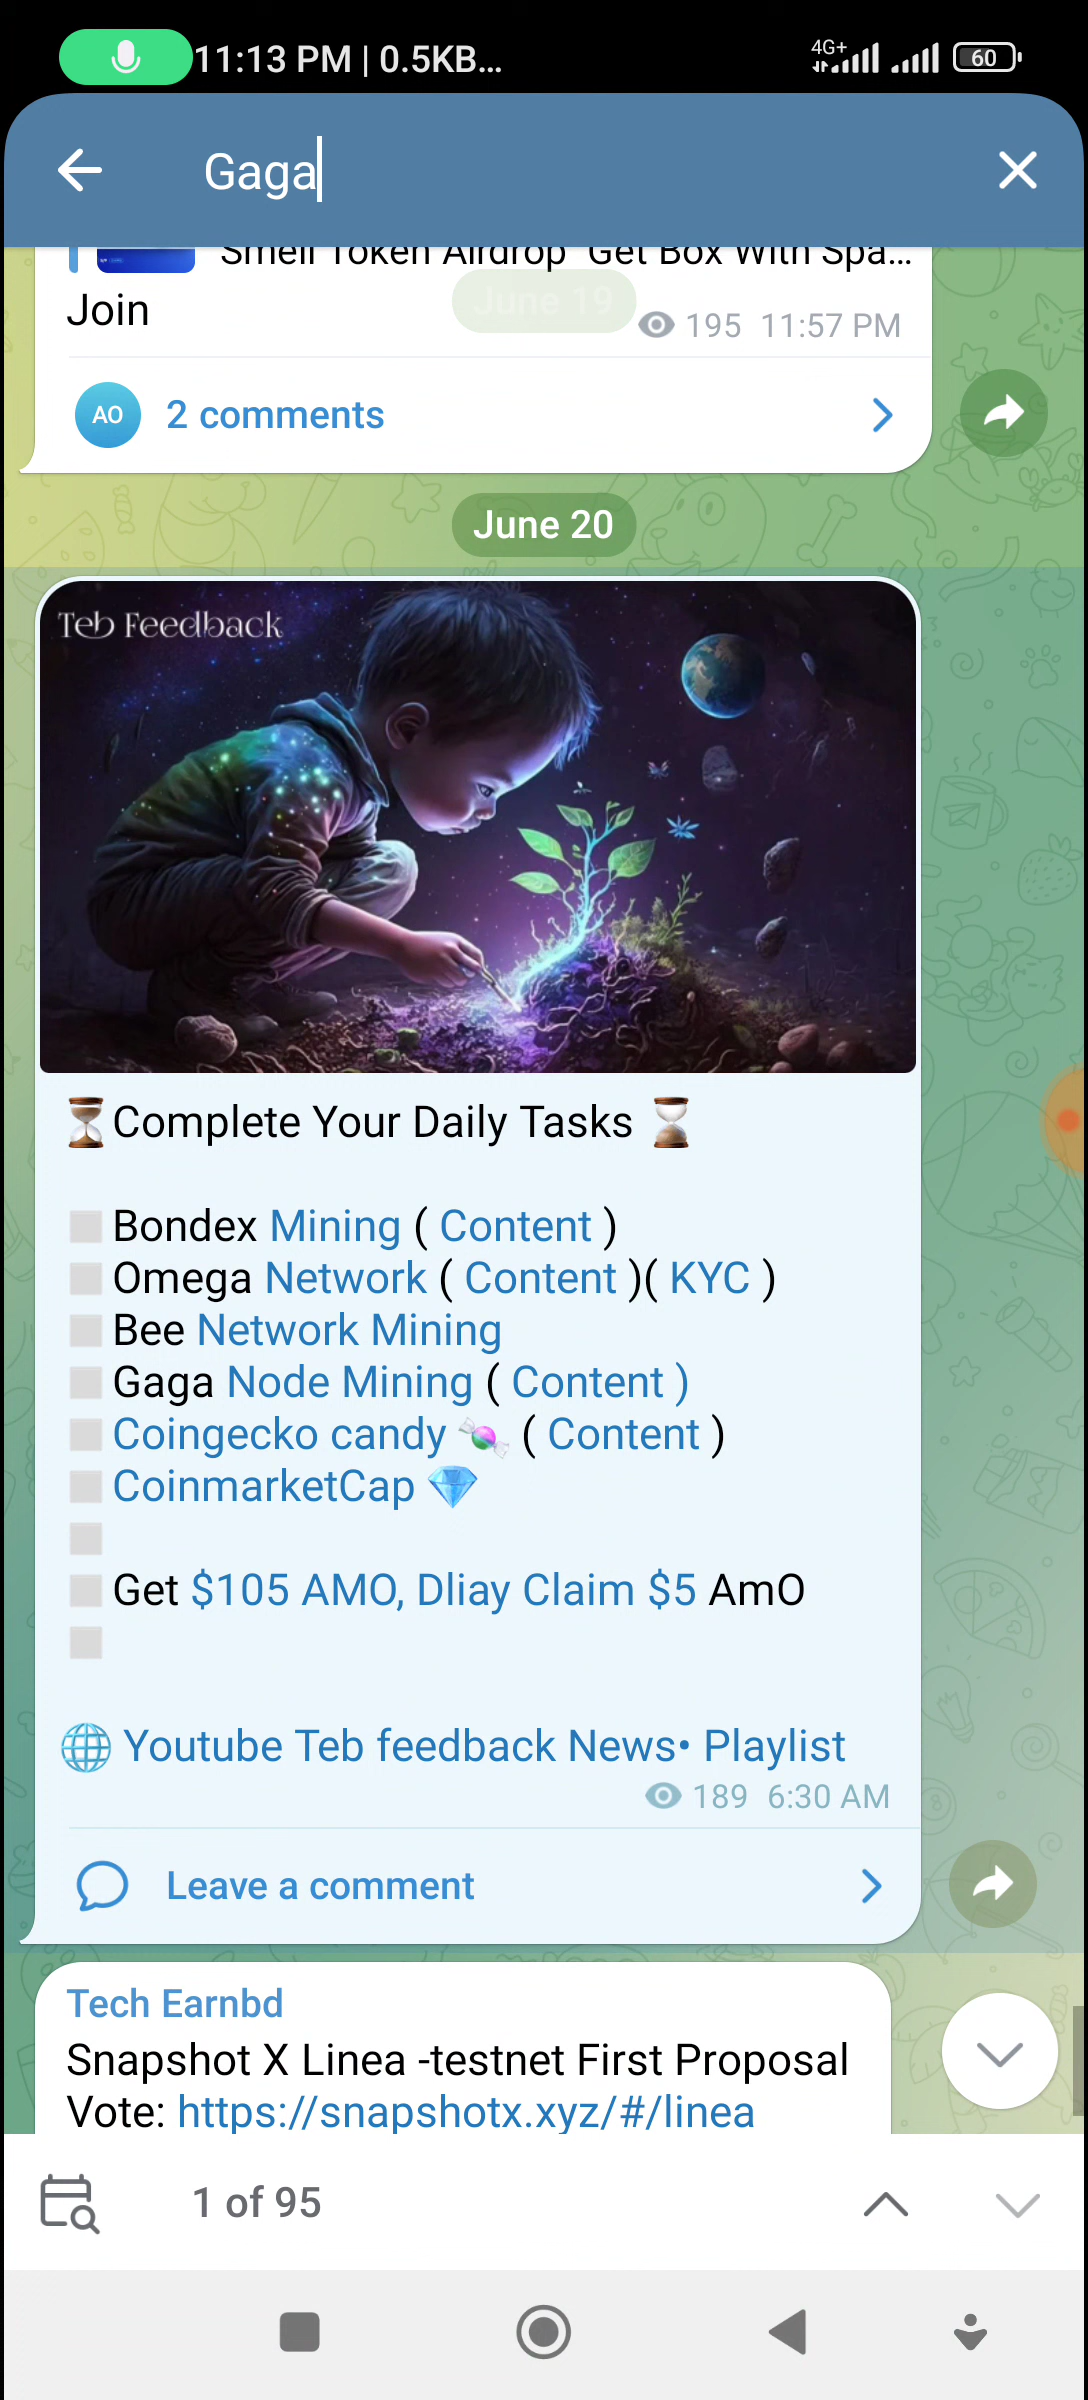 11:13 PM | 0.5KB...
4G+
60
Gaga
Smell Token Airdrop Get Box With Spa...
Join
June 19
195 11:57 PM
AO
2 comments
June 20
Teb Feedback
⏳Complete Your Daily Tasks ⌛
Bondex Mining ( Content )
Omega Network ( Content )( KYC )
Bee Network Mining
Gaga Node Mining ( Content )
Coingecko candy 🍬 ( Content )
CoinmarketCap 💎
Get $105 AMO, Dliay Claim $5 AmO
🌐 Youtube Teb feedback News• Playlist
189 6:30 AM
Leave a comment
Tech Earnbd
Snapshot X Linea -testnet First Proposal
Vote: https://snapshotx.xyz/#/linea
1 of 95